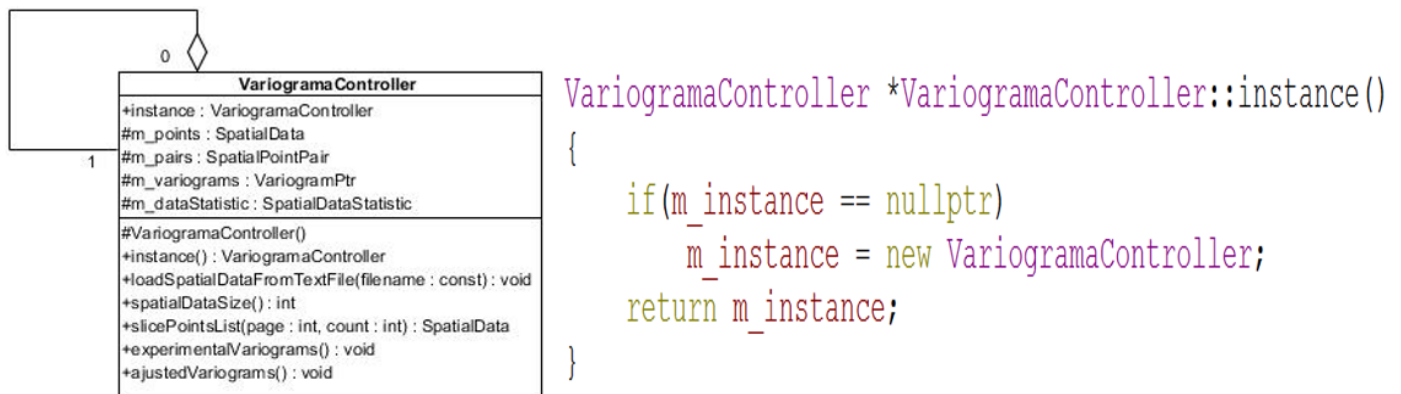 0
1
VariogramaController
+instance : VariogramaController
#m_points : SpatialData
#m_pairs : SpatialPointPair
#m_variograms : VariogramPtr
#m_dataStatistic : SpatialDataStatistic
#VariogramaController()
+instance() : VariogramaController
+loadSpatialDataFromTextFile(filename : const) : void
+spatialDataSize() : int
+slicePointsList(page : int, count : int) : SpatialData
+experimentalVariograms() : void
+ajustedVariograms() : void
VariogramaController *VariogramaController::instance()
{
if(m_instance == nullptr)
m_instance = new VariogramaController;
return m_instance;
}